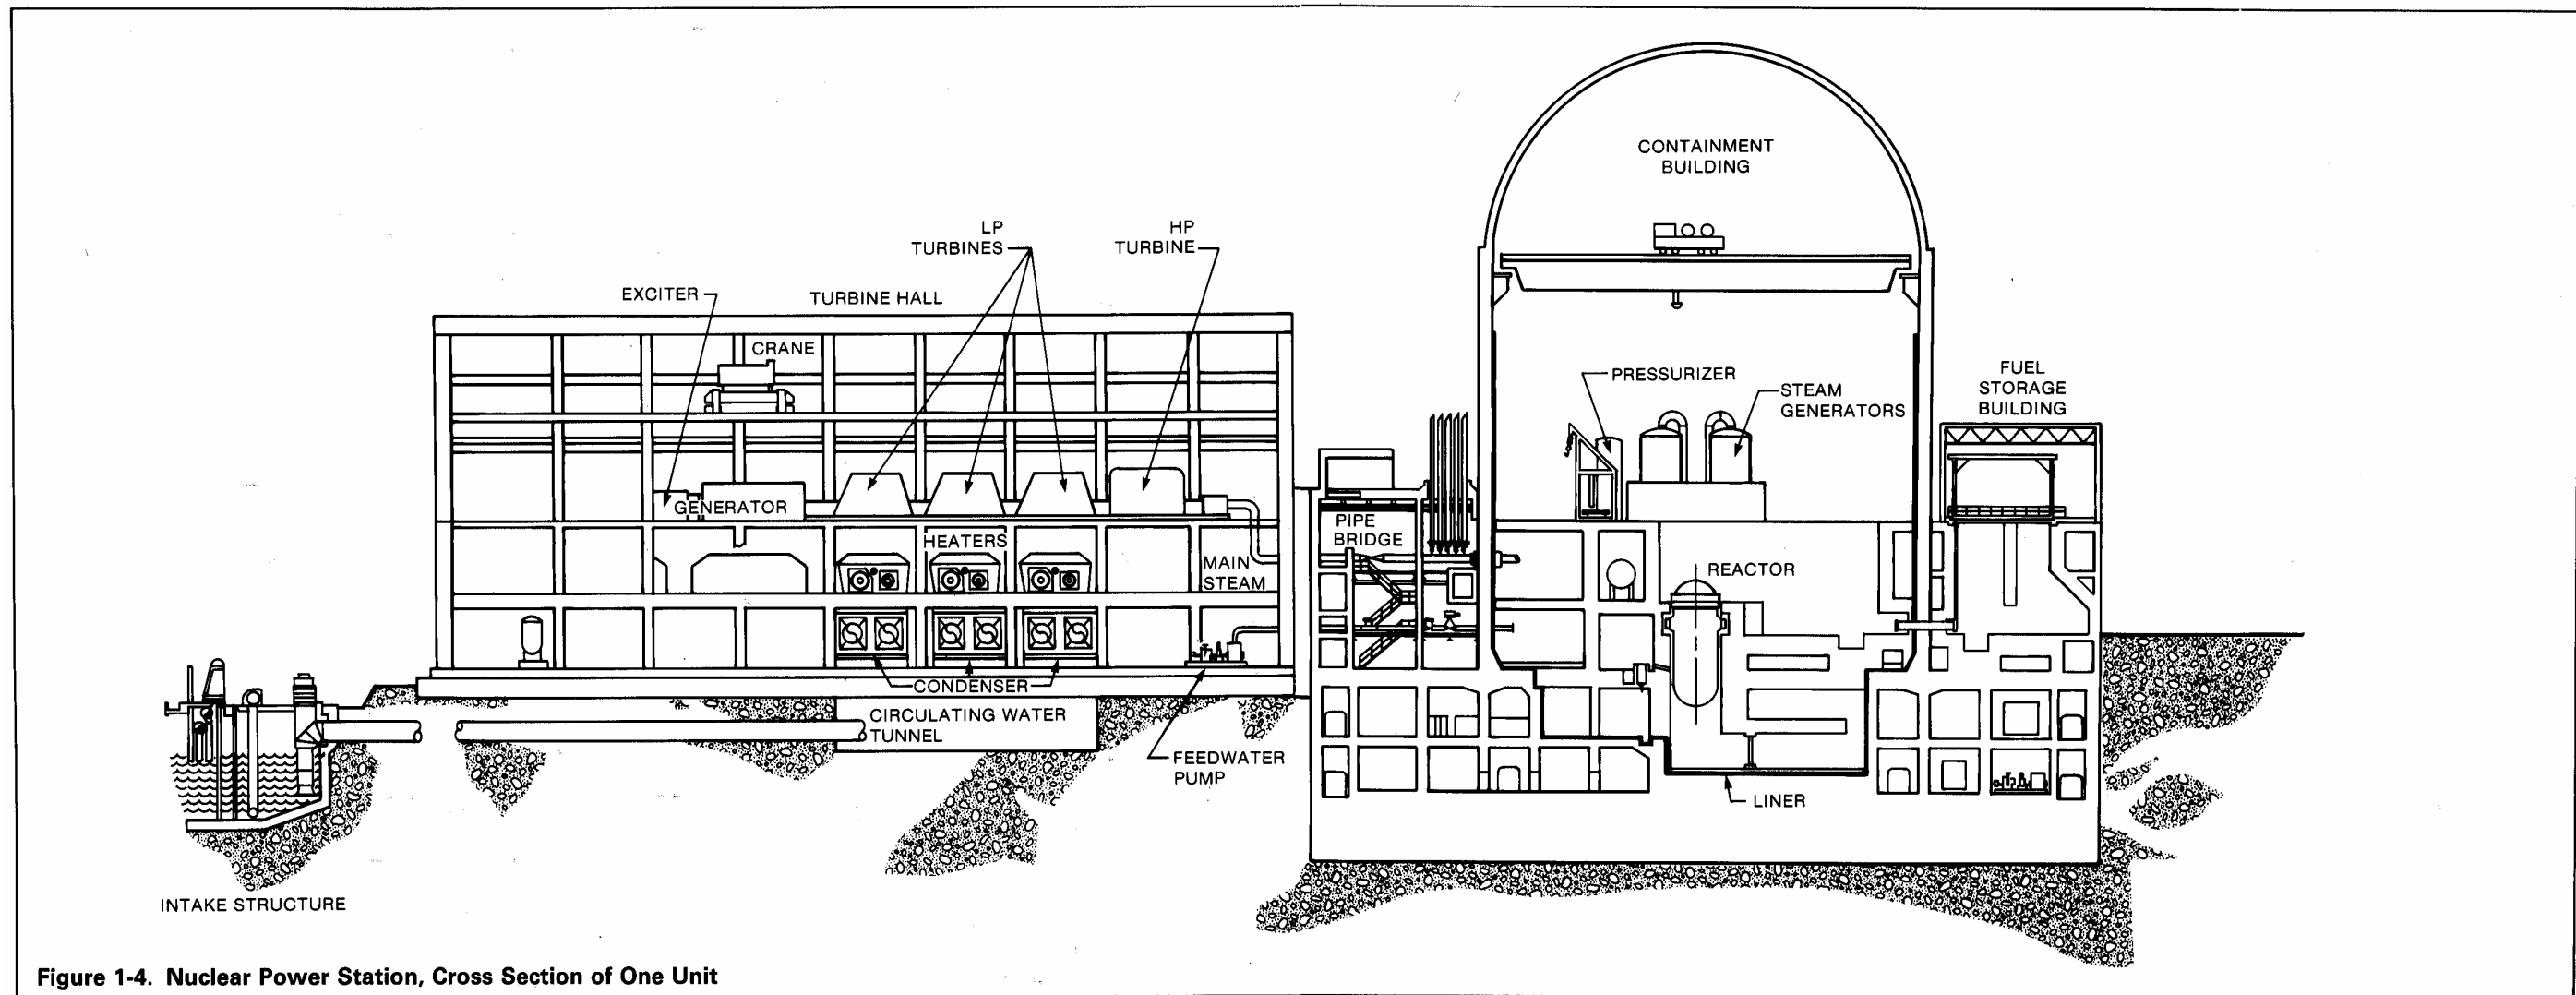 CONTAINMENT
BUILDING
LP
TURBINES
HP
TURBINE
EXCITER
TURBINE HALL
CRANE
PRESSURIZER
STEAM
GENERATORS
FUEL
STORAGE
BUILDING
GENERATOR
HEATERS
MAIN
STEAM
PIPE
BRIDGE
REACTOR
CONDENSER
CIRCULATING WATER
TUNNEL
FEEDWATER
PUMP
LINER
INTAKE STRUCTURE
Figure 1-4. Nuclear Power Station, Cross Section of One Unit